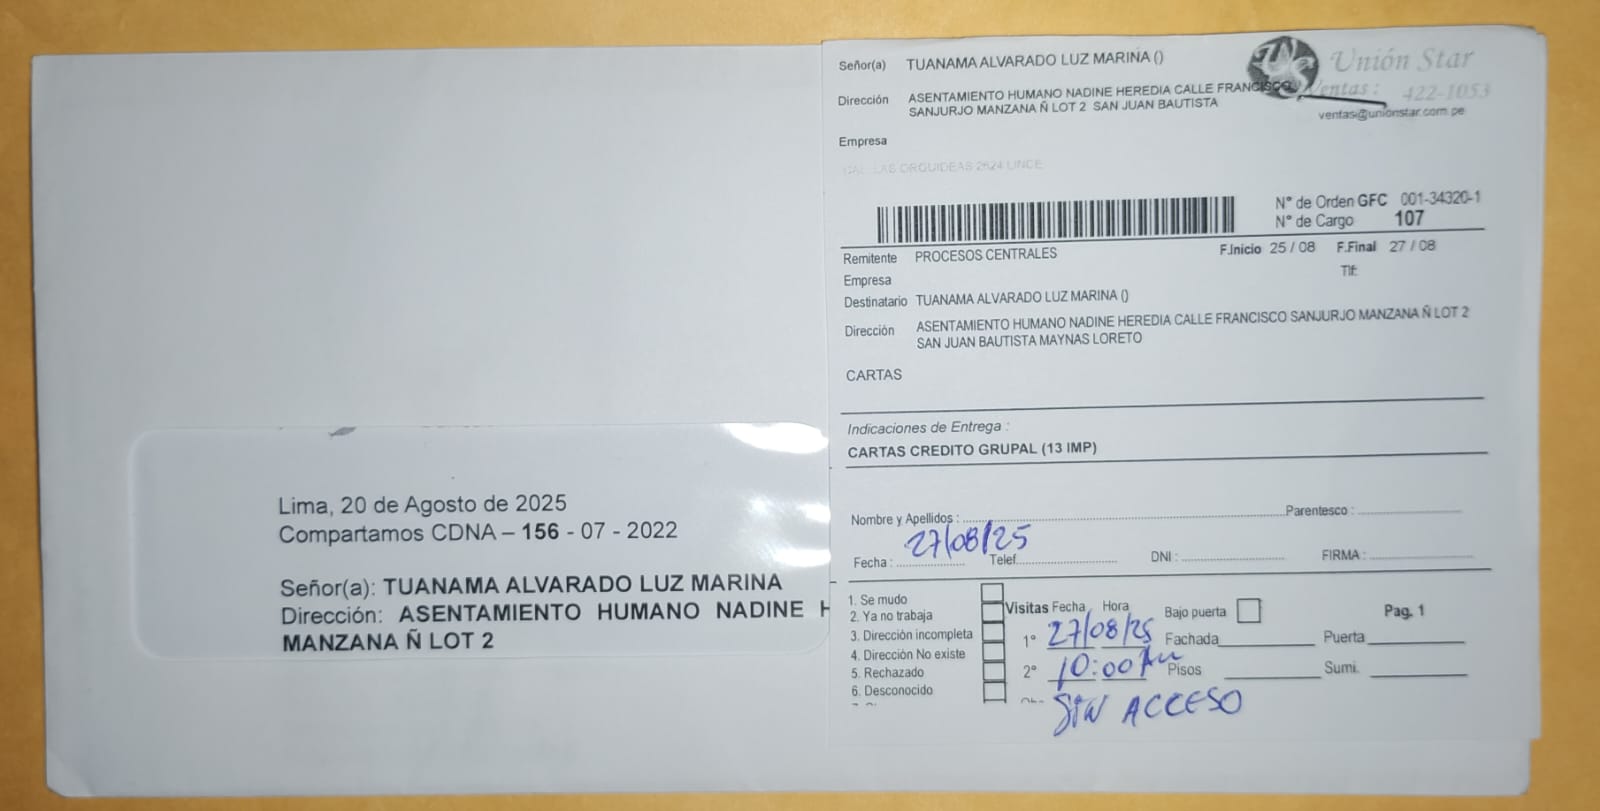 Lima, 20 de Agosto de 2025
Compartamos CDNA – 156 - 07 - 2022
Señor(a): TUANAMA ALVARADO LUZ MARINA
Dirección: ASENTAMIENTO HUMANO NADINE H
MANZANA Ñ LOT 2
Señor(a) TUANAMA ALVARADO LUZ MARINA ()
Dirección ASENTAMIENTO HUMANO NADINE HEREDIA CALLE FRANCISCO
SANJURJO MANZANA Ñ LOT 2 SAN JUAN BAUTISTA
Unión Star
Ventas: 422-1053
ventas@unionstar.com.pe
Empresa
CAL LAS ORQUIDEAS 2624 LINCE
N° de Orden GFC 001-34320-1
N° de Cargo 107
Remitente PROCESOS CENTRALES F.Inicio 25 / 08 F.Final 27 / 08
Empresa Tlf:
Destinatario TUANAMA ALVARADO LUZ MARINA ()
Dirección ASENTAMIENTO HUMANO NADINE HEREDIA CALLE FRANCISCO SANJURJO MANZANA Ñ LOT 2
SAN JUAN BAUTISTA MAYNAS LORETO
CARTAS
Indicaciones de Entrega :
CARTAS CREDITO GRUPAL (13 IMP)
Nombre y Apellidos : Parentesco :
Fecha : 27/08/25 Telef. DNI : FIRMA :
1. Se mudo
2. Ya no trabaja
3. Dirección incompleta
4. Dirección No existe
5. Rechazado
6. Desconocido
Visitas Fecha Hora Bajo puerta Pag. 1
1° 27/08/25 Fachada Puerta
2° 10:00 Am Pisos Sumi.
SIN ACCESO